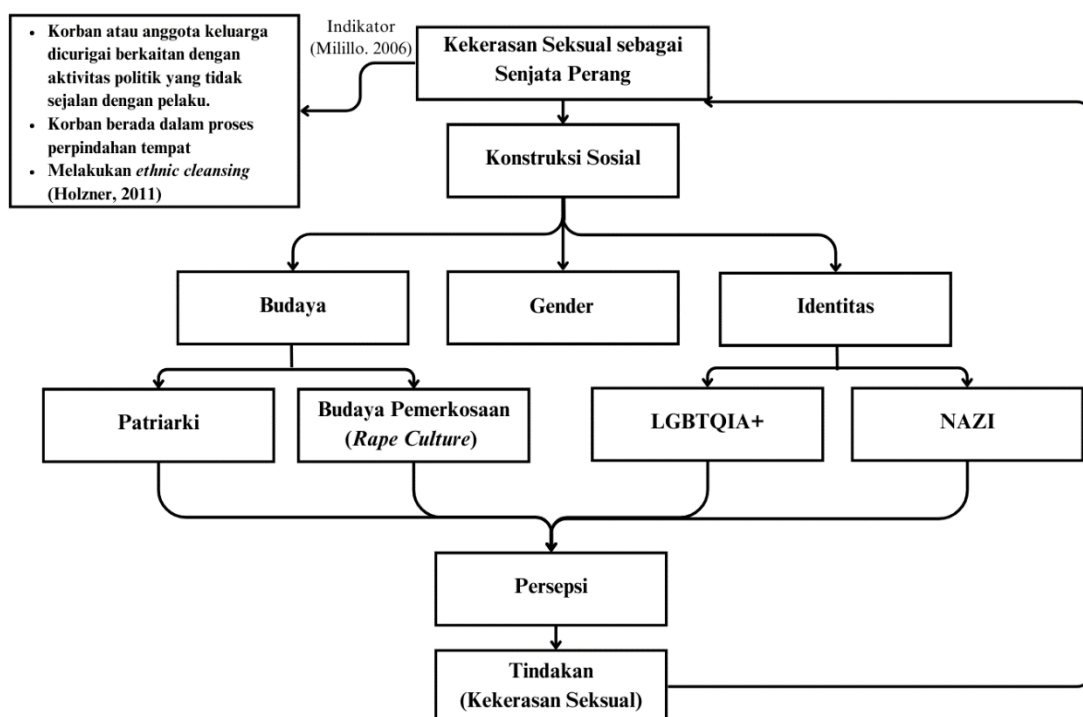 • Korban atau anggota keluarga
dicurigai berkaitan dengan
aktivitas politik yang tidak
sejalan dengan pelaku.
• Korban berada dalam proses
perpindahan tempat
• Melakukan ethnic cleansing
(Holzner, 2011)
Indikator
(Milillo. 2006)
Kekerasan Seksual sebagai
Senjata Perang
Konstruksi Sosial
Budaya
Gender
Identitas
Patriarki
Budaya Pemerkosaan
(Rape Culture)
LGBTQIA+
NAZI
Persepsi
Tindakan
(Kekerasan Seksual)